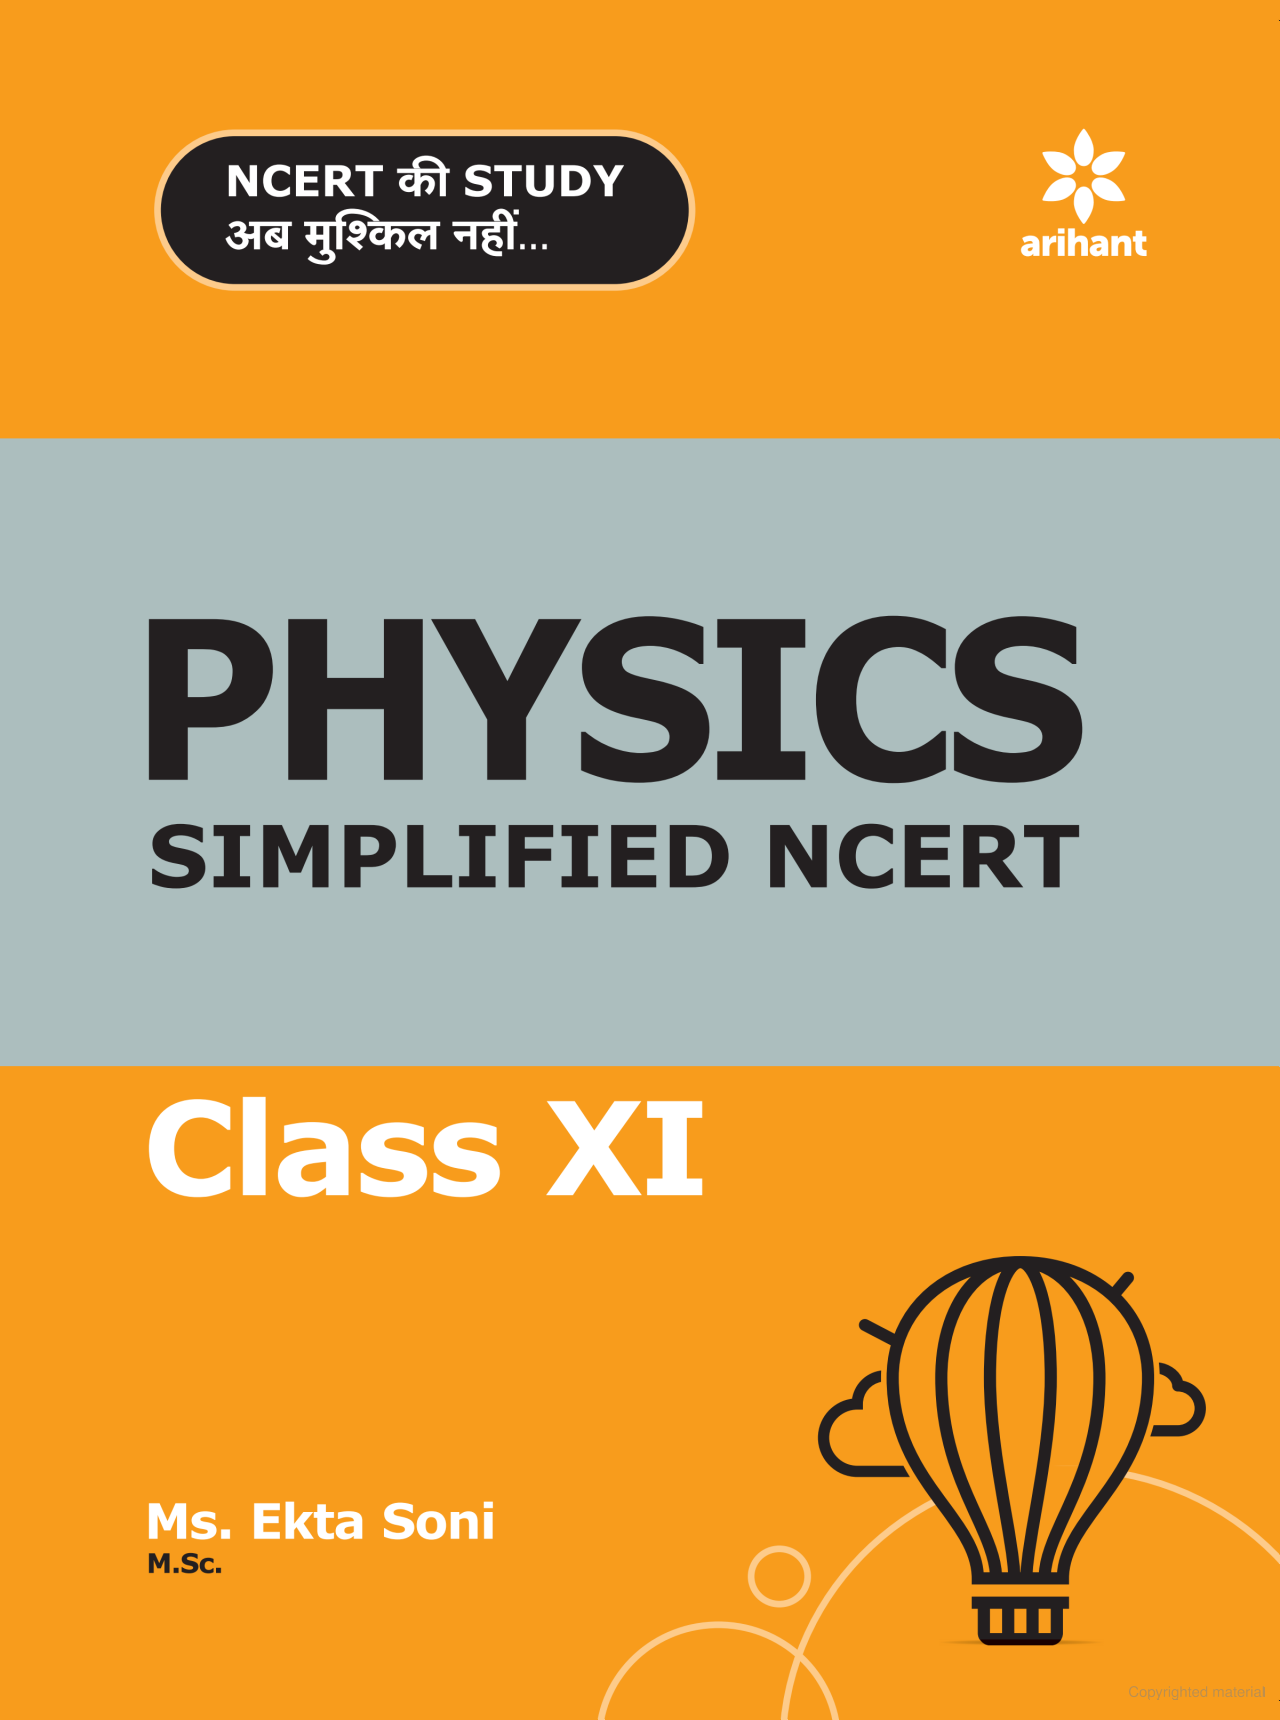 NCERT की STUDY
अब मुश्किल नहीं...
arihant
PHYSICS
SIMPLIFIED NCERT
Class XI
Ms. Ekta Soni
M.Sc.
Copyrighted material